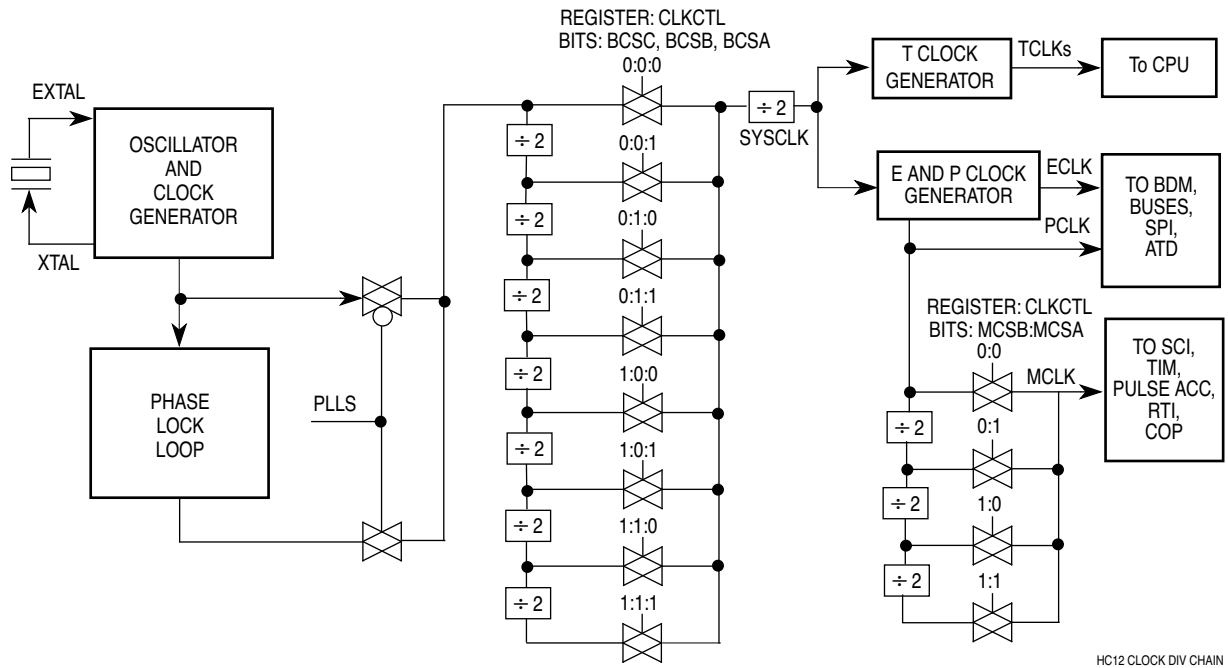 REGISTER: CLKCTL
BITS: BCSC, BCSB, BCSA
0:0:0
T CLOCK
GENERATOR
TCLKs
To CPU
EXTAL
OSCILLATOR
AND
CLOCK
GENERATOR
XTAL
÷ 2
SYSCLK
÷ 2
0:0:1
E AND P CLOCK
GENERATOR
ECLK
PCLK
TO BDM,
BUSES,
SPI,
ATD
÷ 2
0:1:0
÷ 2
0:1:1
REGISTER: CLKCTL
BITS: MCSB:MCSA
0:0
MCLK
TO SCI,
TIM,
PULSE ACC,
RTI,
COP
PHASE
LOCK
LOOP
PLLS
÷ 2
1:0:0
÷ 2
1:0:1
÷ 2
0:1
÷ 2
1:1:0
÷ 2
1:0
÷ 2
1:1:1
÷ 2
1:1
HC12 CLOCK DIV CHAIN